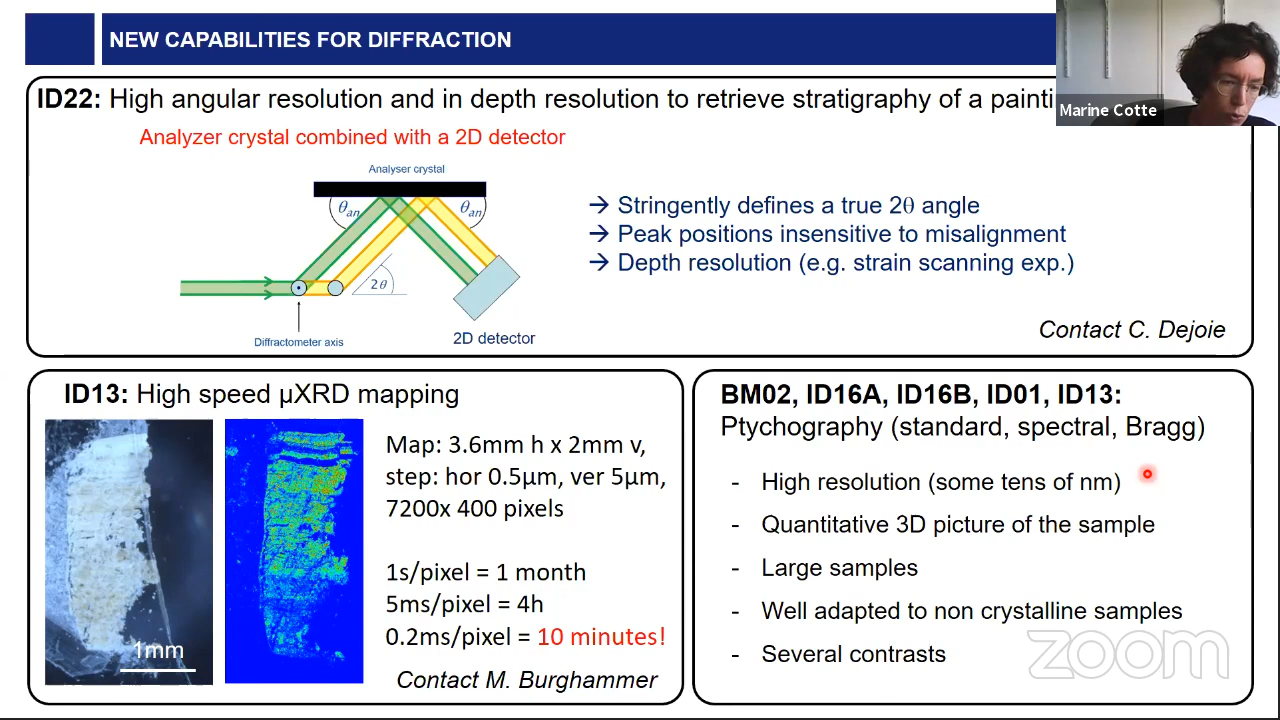 NEW CAPABILITIES FOR DIFFRACTION
Marine Cotte
ID22: High angular resolution and in depth resolution to retrieve stratigraphy of a
Analyzer crystal combined with a 2D detector
Analyser crystal
θan
θan
2θ
Diffractometer axis
2D detector
→ Stringently defines a true 2θ angle
→ Peak positions insensitive to misalignment
→ Depth resolution (e.g. strain scanning exp.)
Contact C. Dejoie
ID13: High speed µXRD mapping
1mm
Map: 3.6mm h x 2mm v,
step: hor 0.5µm, ver 5µm,
7200x 400 pixels
1s/pixel = 1 month
5ms/pixel = 4h
0.2ms/pixel = 10 minutes!
Contact M. Burghammer
BM02, ID16A, ID16B, ID01, ID13:
Ptychography (standard, spectral, Bragg)
- High resolution (some tens of nm)
- Quantitative 3D picture of the sample
- Large samples
- Well adapted to non crystalline samples
- Several contrasts
zoom